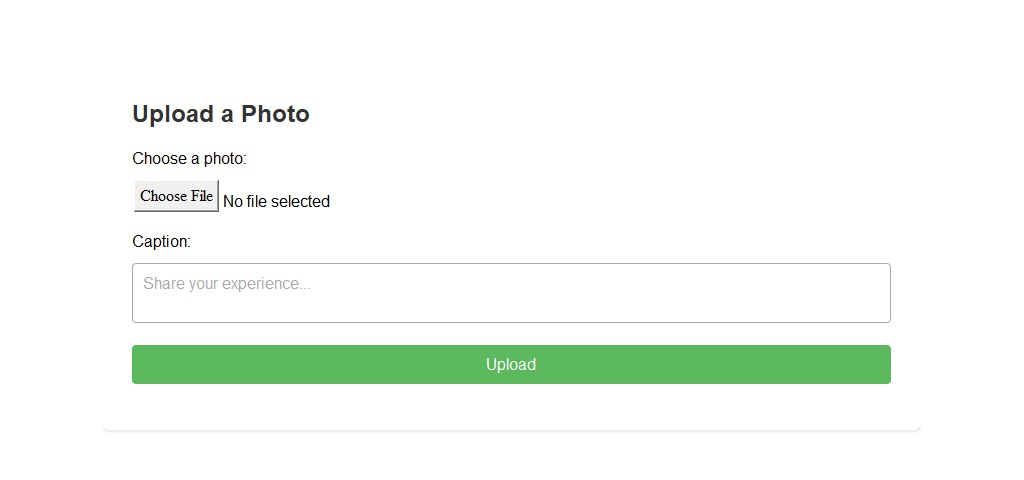 Upload a Photo
Choose a photo:
Choose File No file selected
Caption:
Share your experience...
Upload